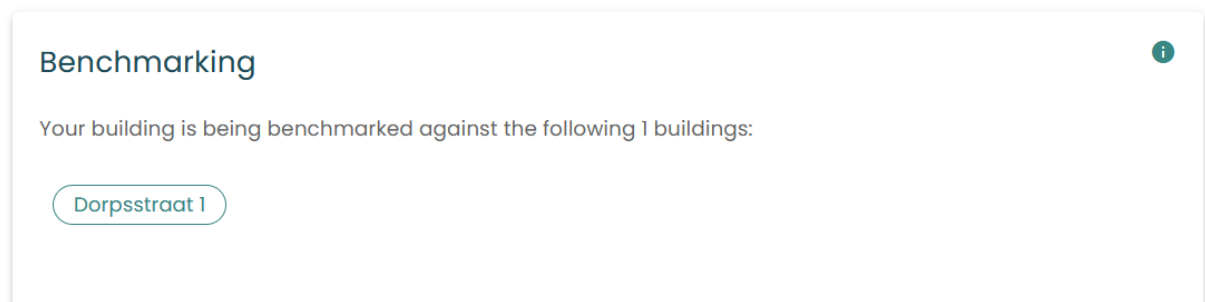 Benchmarking
Your building is being benchmarked against the following 1 buildings:
Dorpsstraat 1